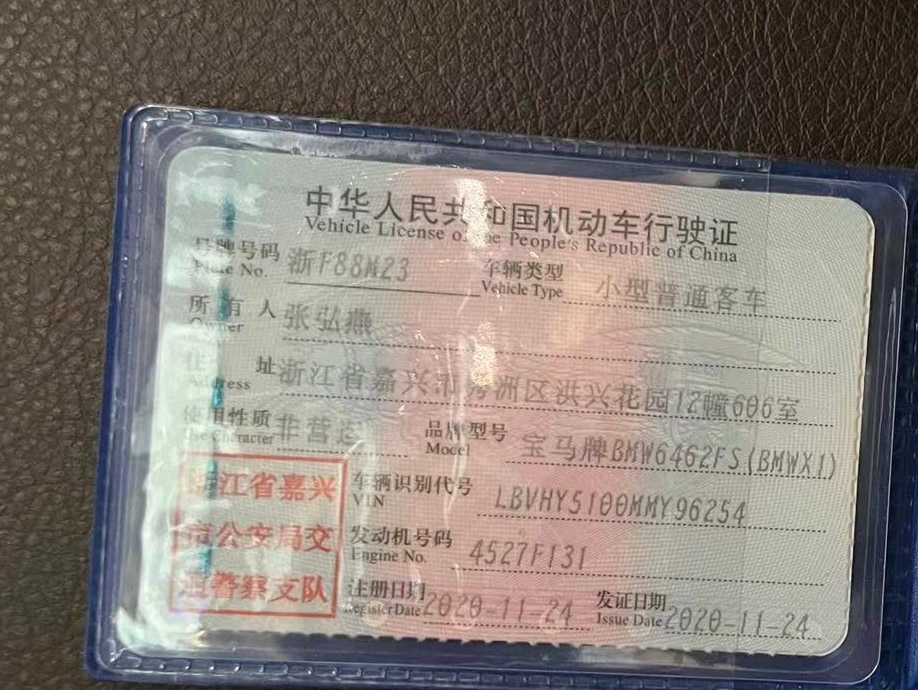 中华人民共和国机动车行驶证
Vehicle License of the People's Republic of China
号牌号码 浙F88M23 车辆类型 小型普通客车
Plate No. Vehicle Type
所有人 张弘燕
Owner
住址 浙江省嘉兴市秀洲区洪兴花园12幢606室
Address
使用性质 非营运 品牌型号 宝马牌BMW6462FS(BMWX1)
Use Character Model
浙江省嘉兴 车辆识别代号 LBVHY5100MMY96254
VIN
市公安局交 发动机号码 4527F131
Engine No.
通警察支队 注册日期 2020-11-24 发证日期 2020-11-24
Register Date Issue Date